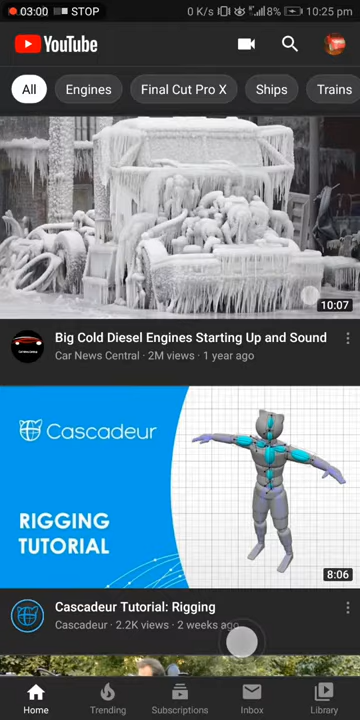 03:00 STOP 0 K/s 8% 10:25 pm
YouTube
All Engines Final Cut Pro X Ships Trains
10:07
Big Cold Diesel Engines Starting Up and Sound
Car News Central · 2M views · 1 year ago
Cascadeur
RIGGING
TUTORIAL
8:06
Cascadeur Tutorial: Rigging
Cascadeur · 2.2K views · 2 weeks ago
Home Trending Subscriptions Inbox Library